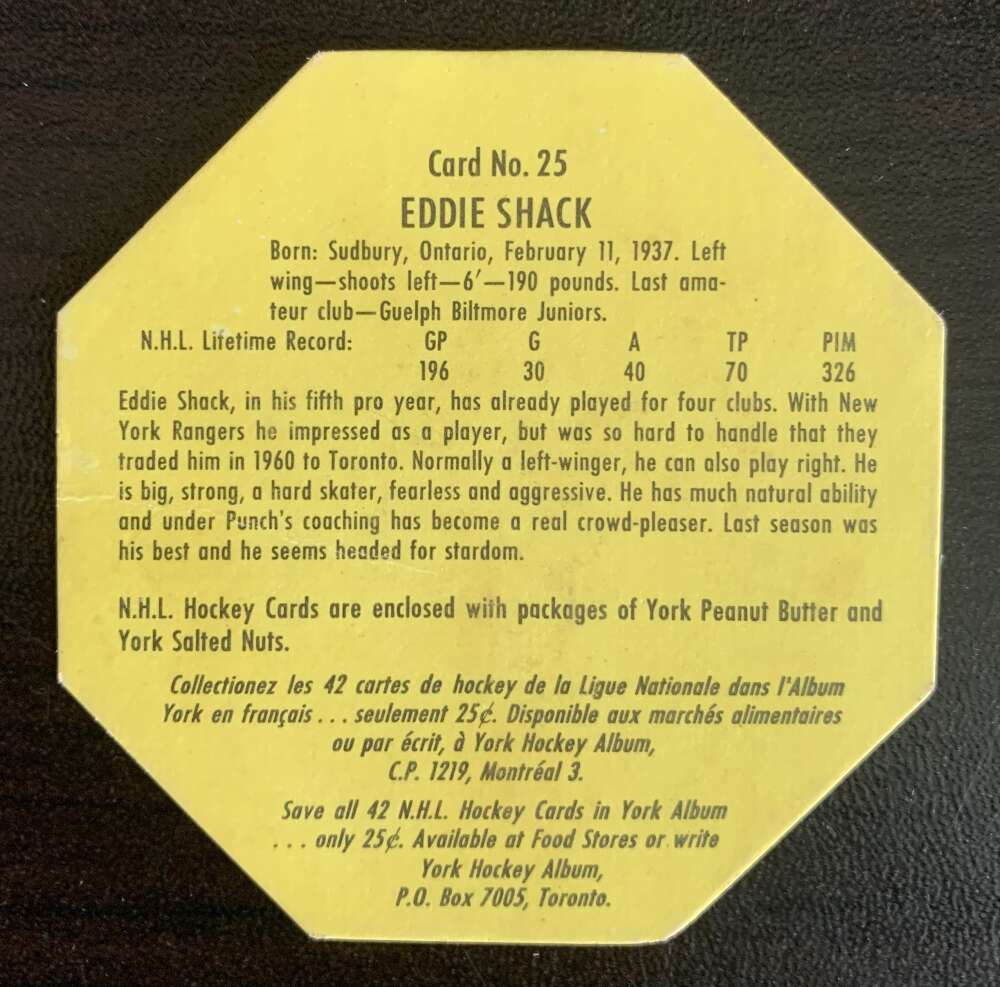 Card No. 25
EDDIE SHACK
Born: Sudbury, Ontario, February 11, 1937. Left
wing—shoots left—6′—190 pounds. Last ama-
teur club—Guelph Biltmore Juniors.
N.H.L. Lifetime Record: GP G A TP PIM
196 30 40 70 326
Eddie Shack, in his fifth pro year, has already played for four clubs. With New
York Rangers he impressed as a player, but was so hard to handle that they
traded him in 1960 to Toronto. Normally a left-winger, he can also play right. He
is big, strong, a hard skater, fearless and aggressive. He has much natural ability
and under Punch's coaching has become a real crowd-pleaser. Last season was
his best and he seems headed for stardom.
N.H.L. Hockey Cards are enclosed with packages of York Peanut Butter and
York Salted Nuts.
Collectionez les 42 cartes de hockey de la Ligue Nationale dans l'Album
York en français . . . seulement 25¢. Disponible aux marchés alimentaires
ou par écrit, à York Hockey Album,
C.P. 1219, Montréal 3.
Save all 42 N.H.L. Hockey Cards in York Album
. . . only 25¢. Available at Food Stores or write
York Hockey Album,
P.O. Box 7005, Toronto.